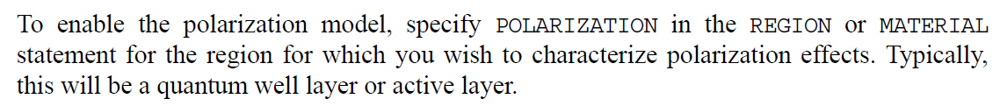 To enable the polarization model, specify POLARIZATION in the REGION or MATERIAL
statement for the region for which you wish to characterize polarization effects. Typically,
this will be a quantum well layer or active layer.